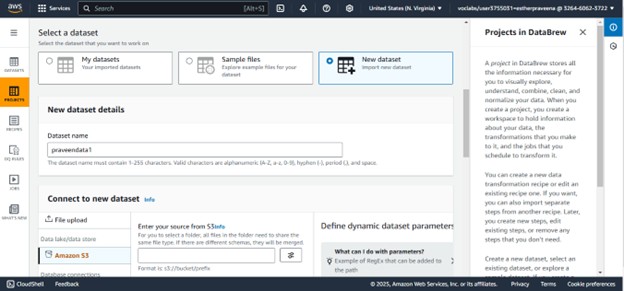 aws
Services
Search
[Alt+S]
United States (N. Virginia)
voclabs/user3755031=estherpraveena @ 3264-6062-3722
DATASETS
PROJECTS
RECIPES
DQ RULES
JOBS
WHAT'S NEW
Select a dataset
Select the dataset that you want to work on
My datasets
Your imported datasets
Sample files
Explore example files for your dataset
New dataset
Import new dataset
New dataset details
Dataset name
praveendata1
The dataset name must contain 1-255 characters. Valid characters are alphanumeric (A-Z, a-z, 0-9), hyphen (-), period (.), and space.
Connect to new dataset Info
File upload
Data lake/data store
Amazon S3
Database connections
Enter your source from S3 Info
For you to select a folder, all files in the folder need to share the
same file type. If there are different schemas, they will be merged.
Format is: s3://bucket/prefix
Define dynamic dataset parameters
What can I do with parameters?
Example of RegEx that can be added to
the path
Projects in DataBrew
A project in DataBrew stores all
the information necessary for
you to visually explore,
understand, combine, clean, and
normalize your data. When you
create a project, you create a
workspace to hold information
about your data, the
transformations that you make
to it, and the jobs that you
schedule to transform it.
You can create a new data
transformation recipe or edit an
existing recipe one. If you want,
you can also import separate
steps from another recipe. Later,
you create new steps, edit
existing steps, or remove any
steps that you don't need.
Create a new dataset, select an
existing dataset, or explore a
CloudShell
Feedback
© 2025, Amazon Web Services, Inc. or its affiliates.
Privacy
Terms
Cookie preferences